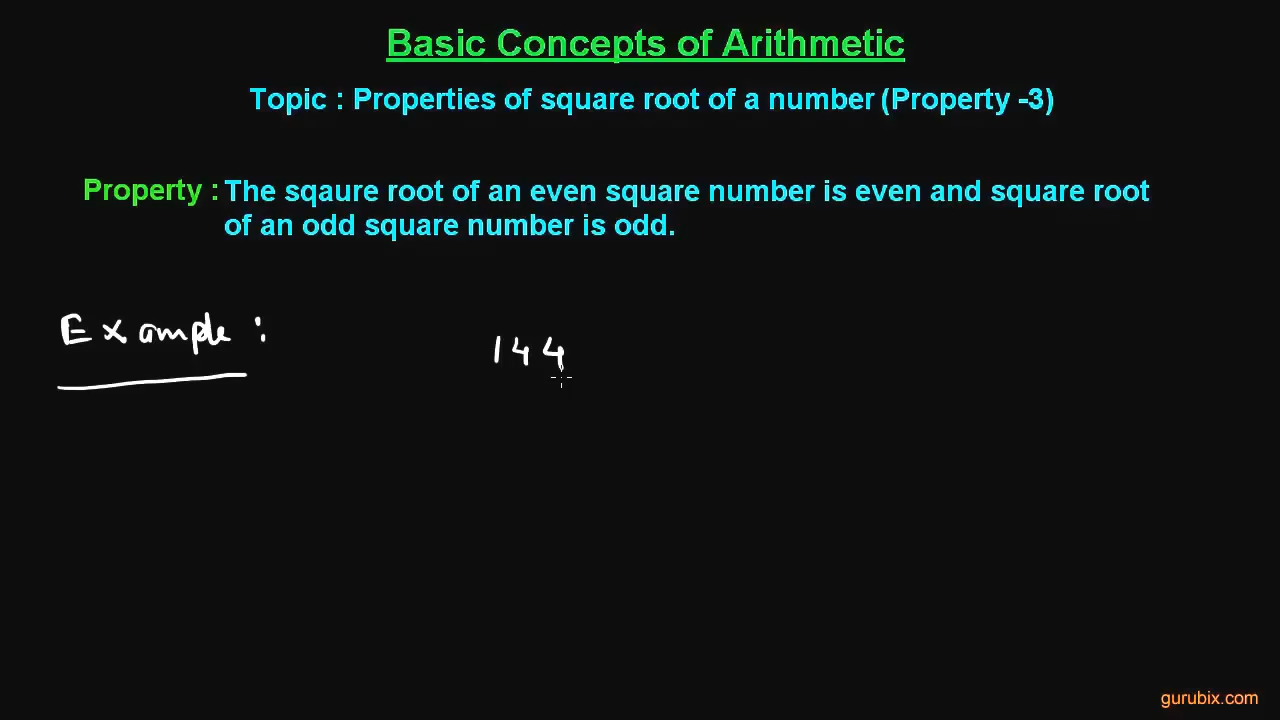 Basic Concepts of Arithmetic
Topic : Properties of square root of a number (Property -3)
Property : The sqaure root of an even square number is even and square root
of an odd square number is odd.
Example :
144
gurubix.com